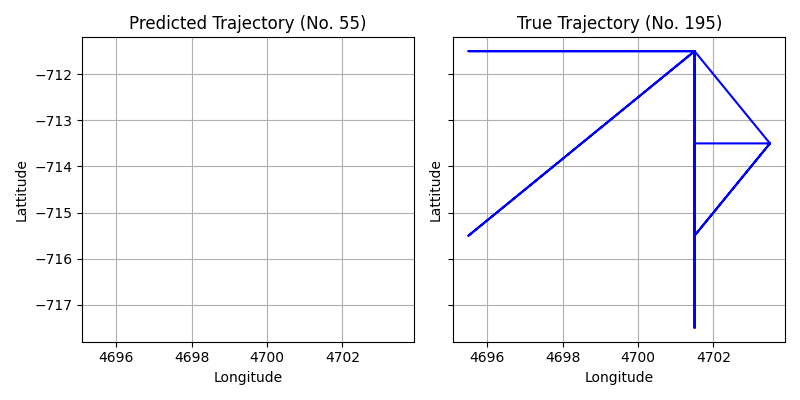 Predicted Trajectory (No. 55)
−712
−713
−714
−715
−716
−717
Lattitude
4696 4698 4700 4702
Longitude
True Trajectory (No. 195)
Lattitude
4696 4698 4700 4702
Longitude